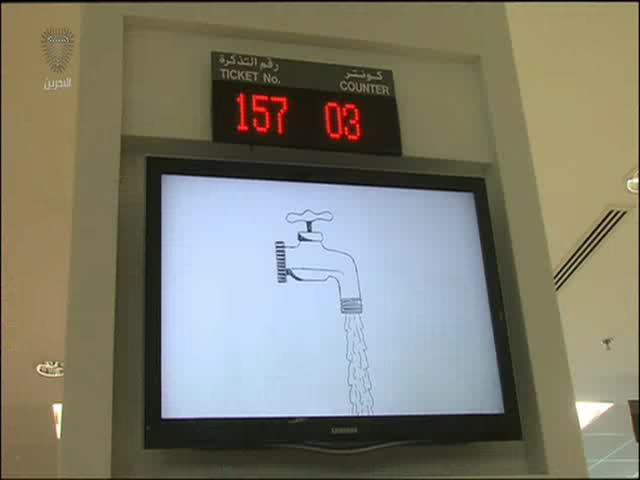 البحرين
رقم التذكرة
TICKET No.
كونتر
COUNTER
157
03
SAMSUNG